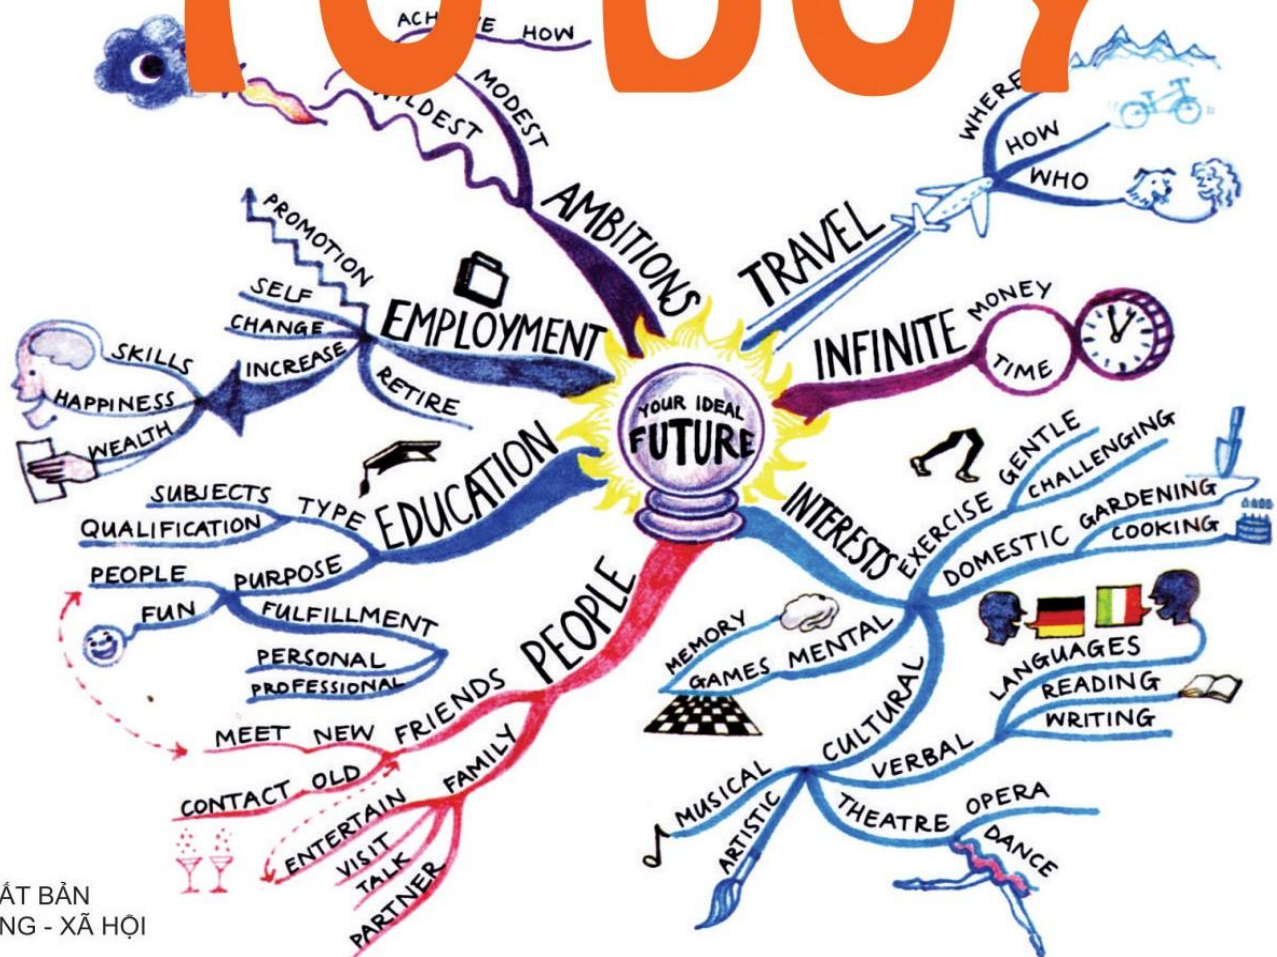 ACHIEVE HOW
MODEST
WILDEST
AMBITIONS
WHERE
HOW
WHO
TRAVEL
PROMOTION
SELF
CHANGE
INCREASE
RETIRE
EMPLOYMENT
SKILLS
HAPPINESS
WEALTH
INFINITE
MONEY
TIME
YOUR IDEAL
FUTURE
EDUCATION
TYPE
SUBJECTS
QUALIFICATION
PURPOSE
PEOPLE
FUN
FULFILLMENT
PERSONAL
PROFESSIONAL
INTERESTS
EXERCISE
GENTLE
CHALLENGING
DOMESTIC
GARDENING
COOKING
MENTAL
MEMORY
GAMES
CULTURAL
VERBAL
LANGUAGES
READING
WRITING
MUSICAL
ARTISTIC
THEATRE
OPERA
DANCE
PEOPLE
FRIENDS
MEET NEW
CONTACT OLD
FAMILY
ENTERTAIN
VISIT
TALK
PARTNER
ẤT BẢN
NG - XÃ HỘI